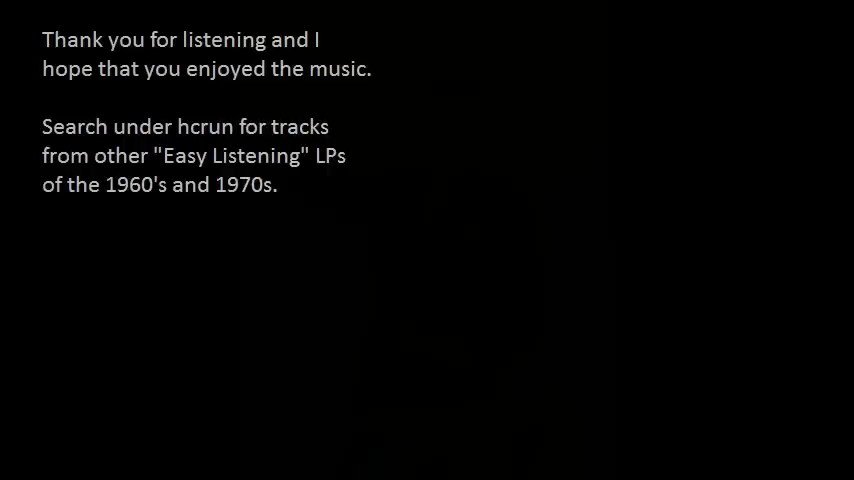 Thank you for listening and I
hope that you enjoyed the music.
Search under hcrun for tracks
from other "Easy Listening" LPs
of the 1960's and 1970s.